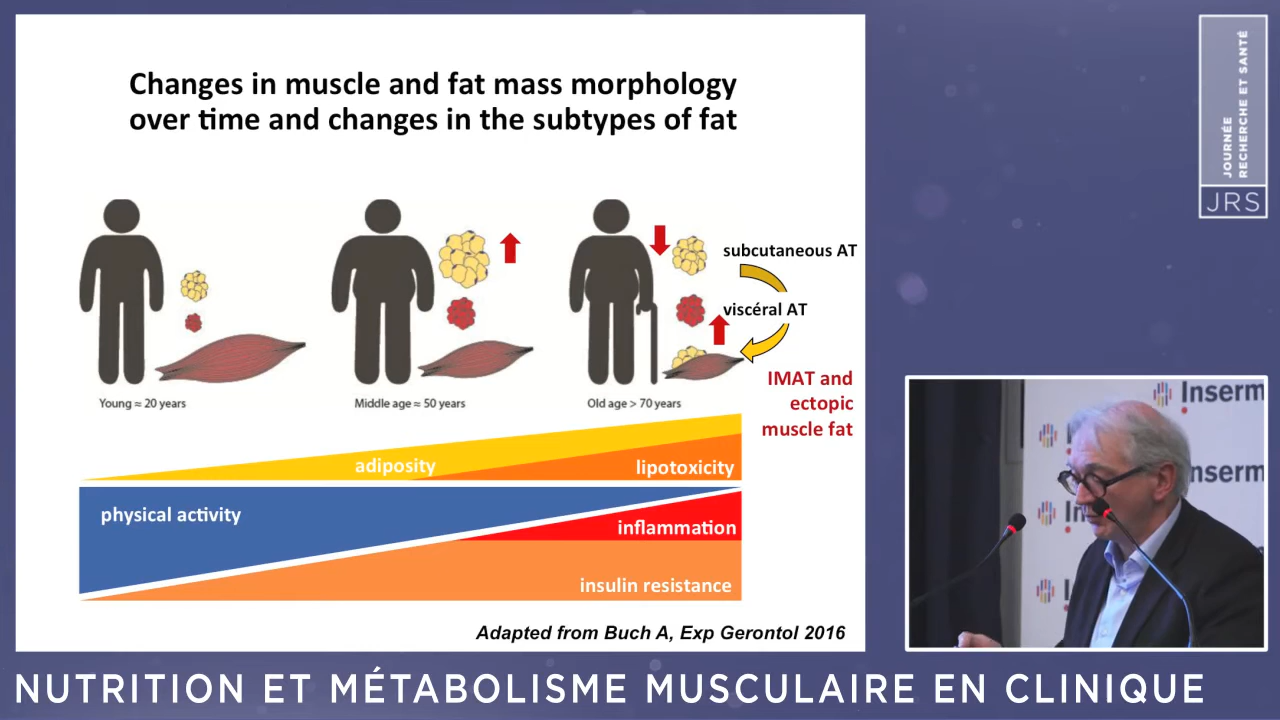 Changes in muscle and fat mass morphology
over time and changes in the subtypes of fat
subcutaneous AT
viscéral AT
IMAT and
ectopic
muscle fat
Young ≈ 20 years
Middle age ≈ 50 years
Old age > 70 years
adiposity
lipotoxicity
physical activity
inflammation
insulin resistance
Adapted from Buch A, Exp Gerontol 2016
JOURNÉE
RECHERCHE ET SANTÉ
JRS
Inserm
nserm
In
NUTRITION ET MÉTABOLISME MUSCULAIRE EN CLINIQUE